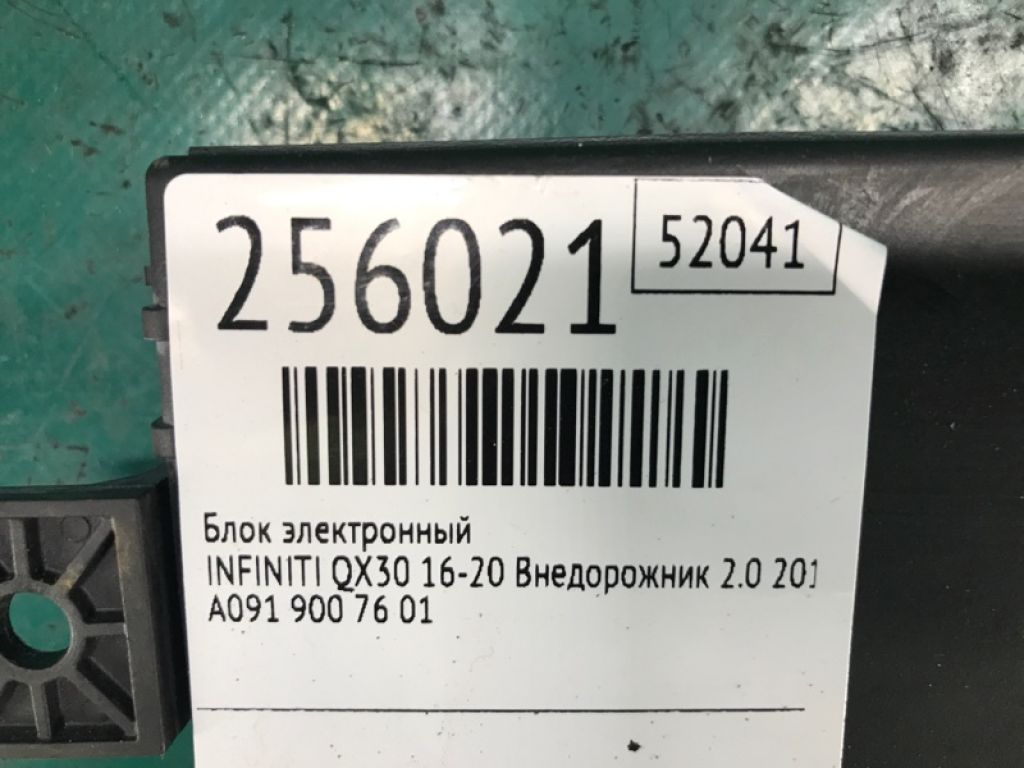 256021
52041
Блок электронный
INFINITI QX30 16-20 Внедорожник 2.0 201
A091 900 76 01